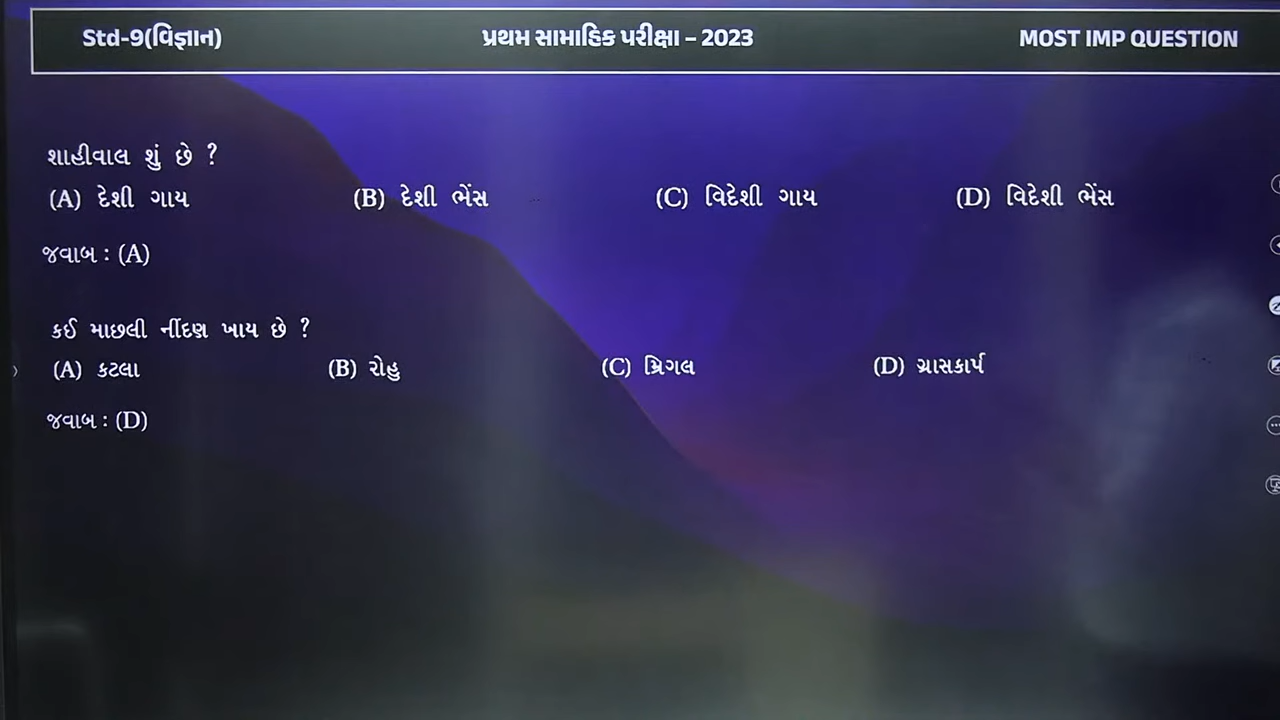 Std-9(વિજ્ઞાન) પ્રથમ સામાહિક પરીક્ષા – 2023 MOST IMP QUESTION
શાહીવાલ શું છે ?
(A) દેશી ગાય (B) દેશી ભેંસ (C) વિદેશી ગાય (D) વિદેશી ભેંસ
જવાબ : (A)
કઈ માછલી નીંદણ ખાય છે ?
(A) કટલા (B) રોહુ (C) મ્રિગલ (D) ગ્રાસકાર્પ
જવાબ : (D)